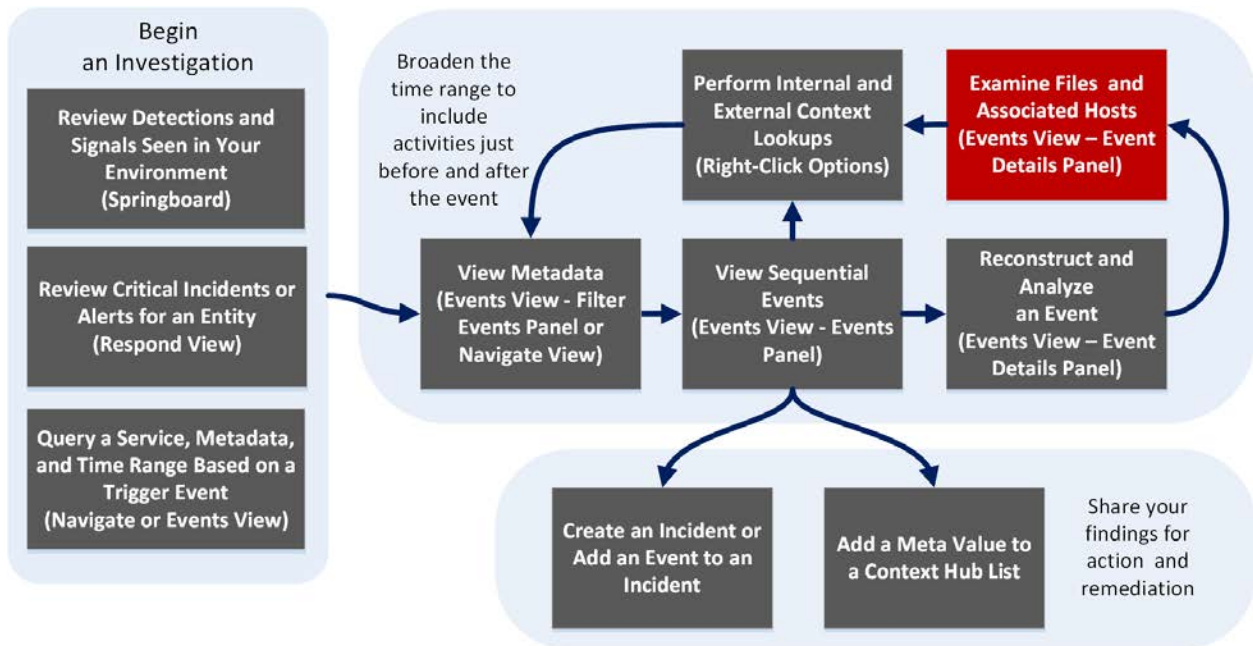 Begin
an Investigation
Review Detections and
Signals Seen in Your
Environment
(Springboard)
Review Critical Incidents or
Alerts for an Entity
(Respond View)
Query a Service, Metadata,
and Time Range Based on a
Trigger Event
(Navigate or Events View)
Broaden the
time range to
include
activities just
before and after
the event
Perform Internal and
External Context
Lookups
(Right-Click Options)
Examine Files and
Associated Hosts
(Events View – Event
Details Panel)
View Metadata
(Events View - Filter
Events Panel or
Navigate View)
View Sequential
Events
(Events View - Events
Panel)
Reconstruct and
Analyze
an Event
(Events View – Event
Details Panel)
Create an Incident or
Add an Event to an
Incident
Add a Meta Value to
a Context Hub List
Share your
findings for
action and
remediation